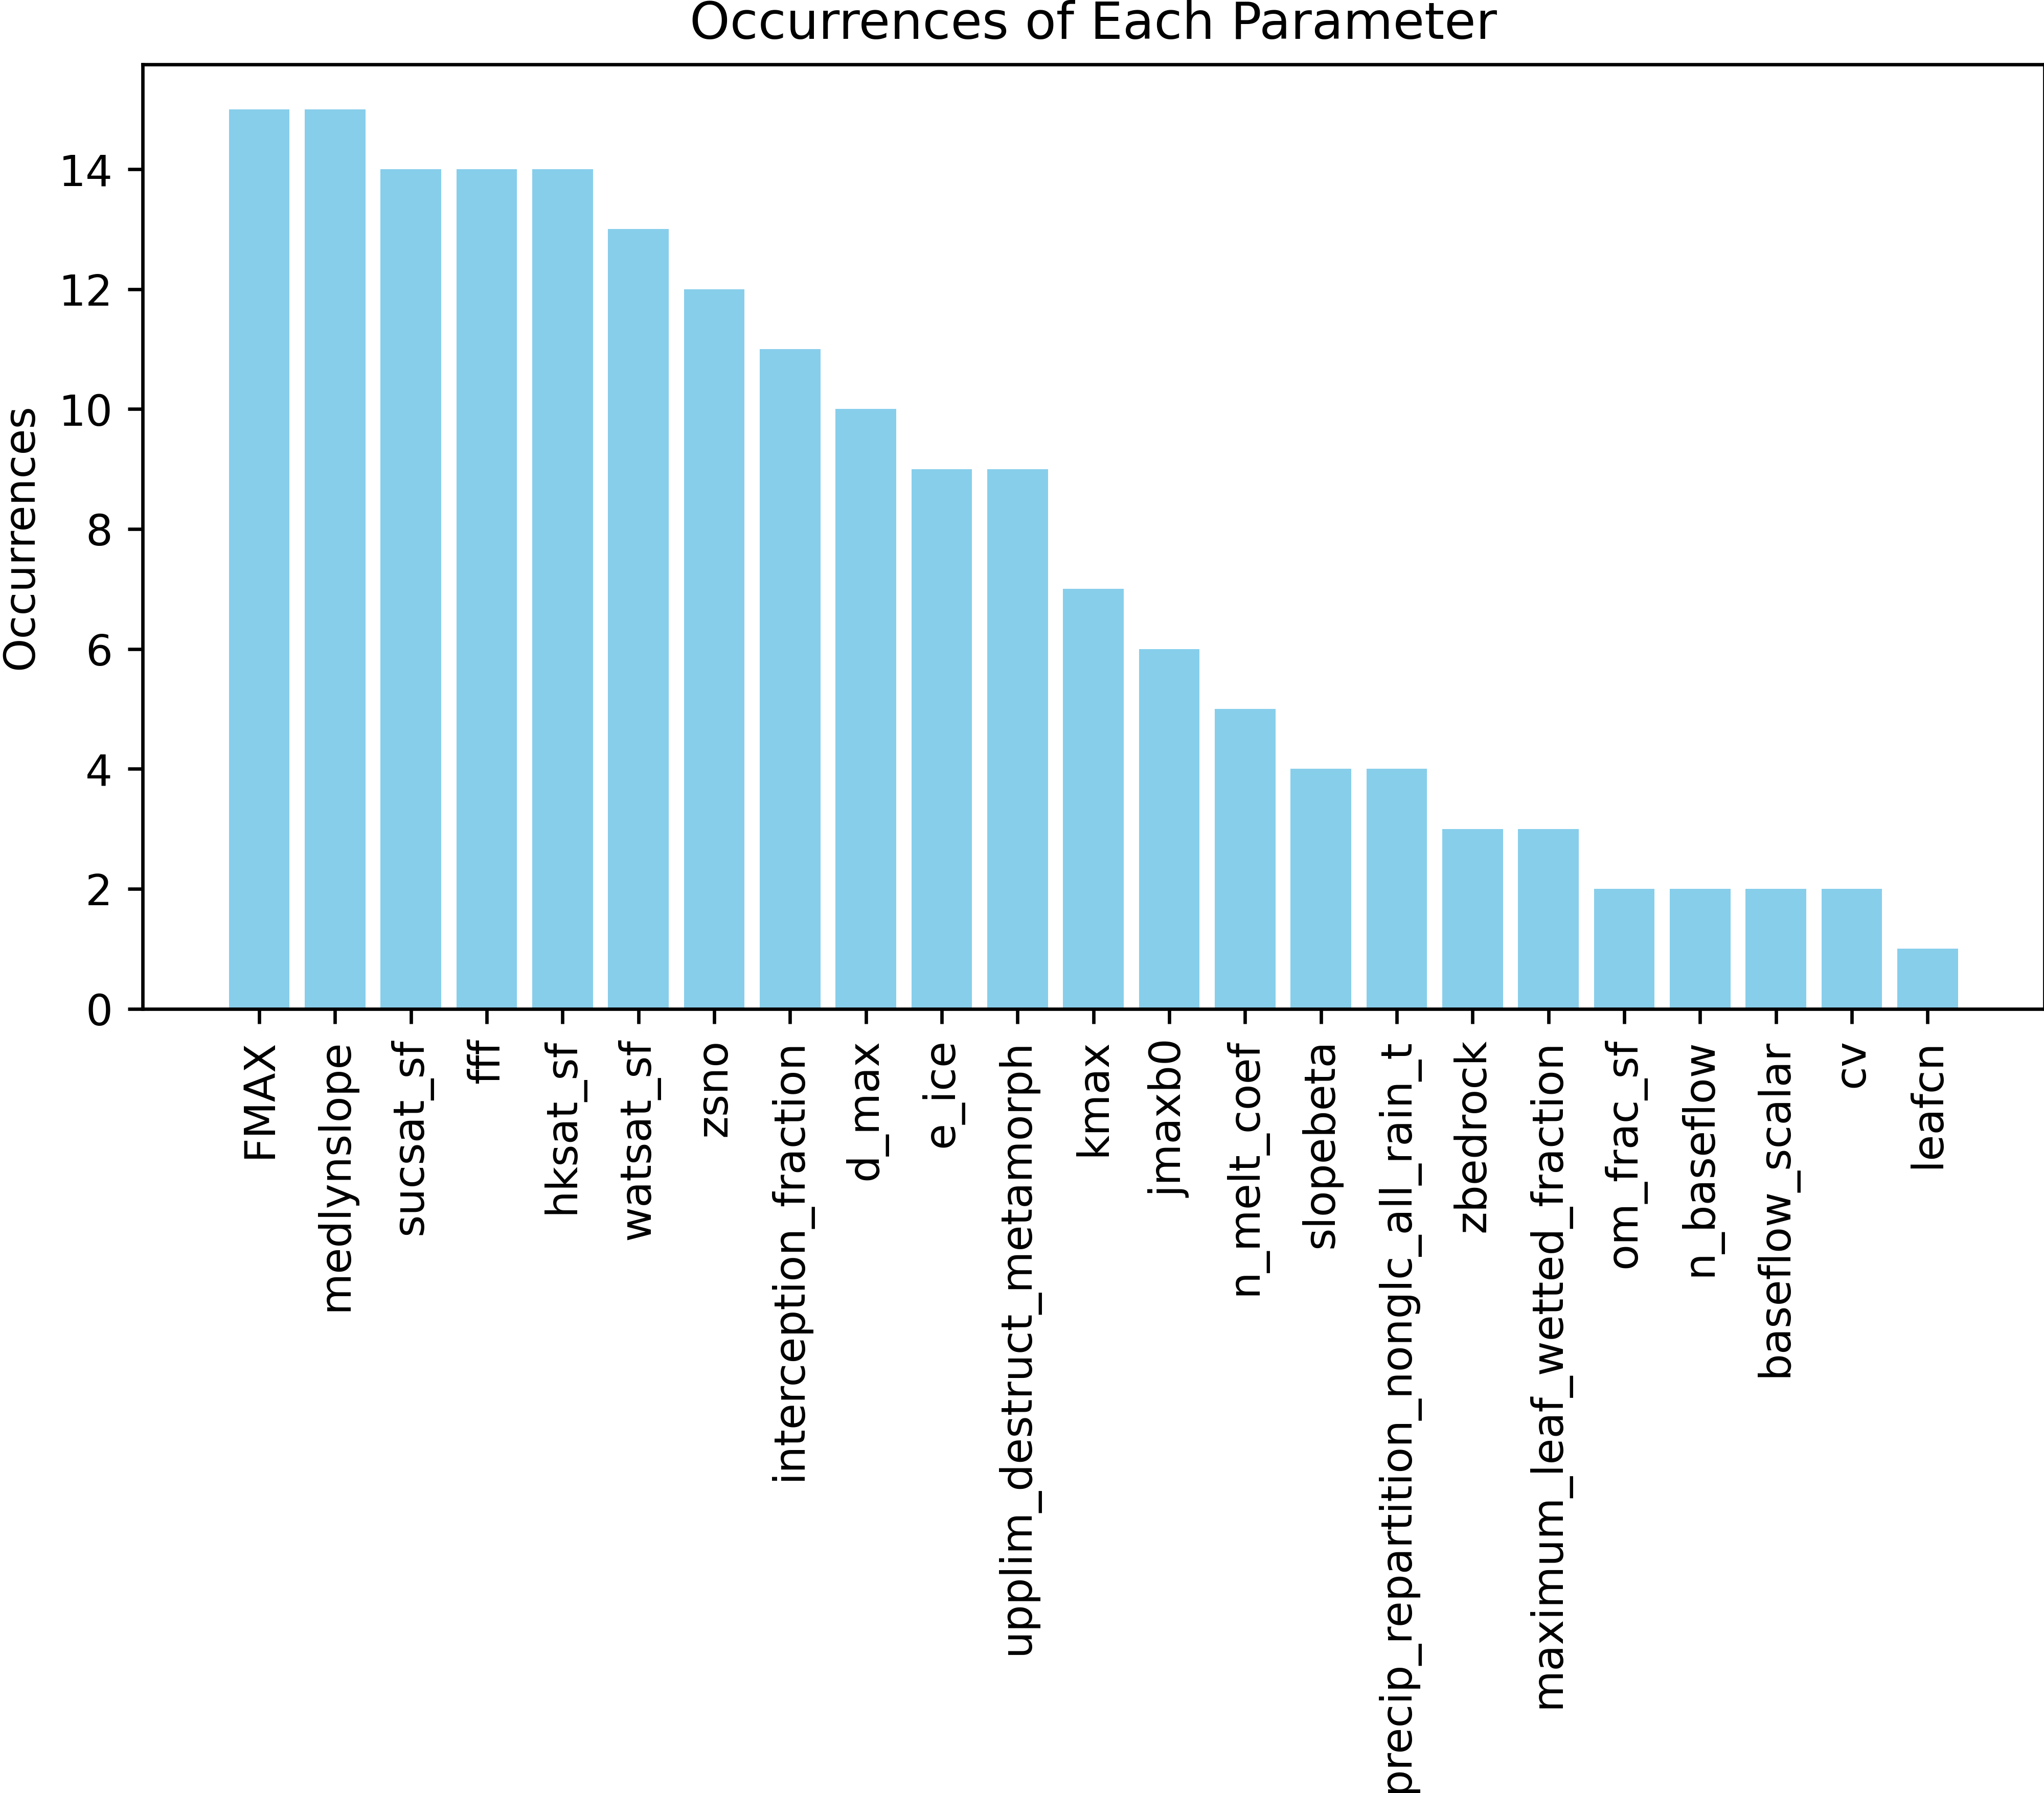 Occurrences of Each Parameter
Occurrences
14
12
10
8
6
4
2
0
FMAX
medlynslope
sucsat_sf
fff
hksat_sf
watsat_sf
zsno
interception_fraction
d_max
e_ice
upplim_destruct_metamorph
kmax
jmaxb0
n_melt_coef
slopebeta
precip_repartition_nonglc_all_rain_t
zbedrock
maximum_leaf_wetted_fraction
om_frac_sf
n_baseflow
baseflow_scalar
cv
leafcn